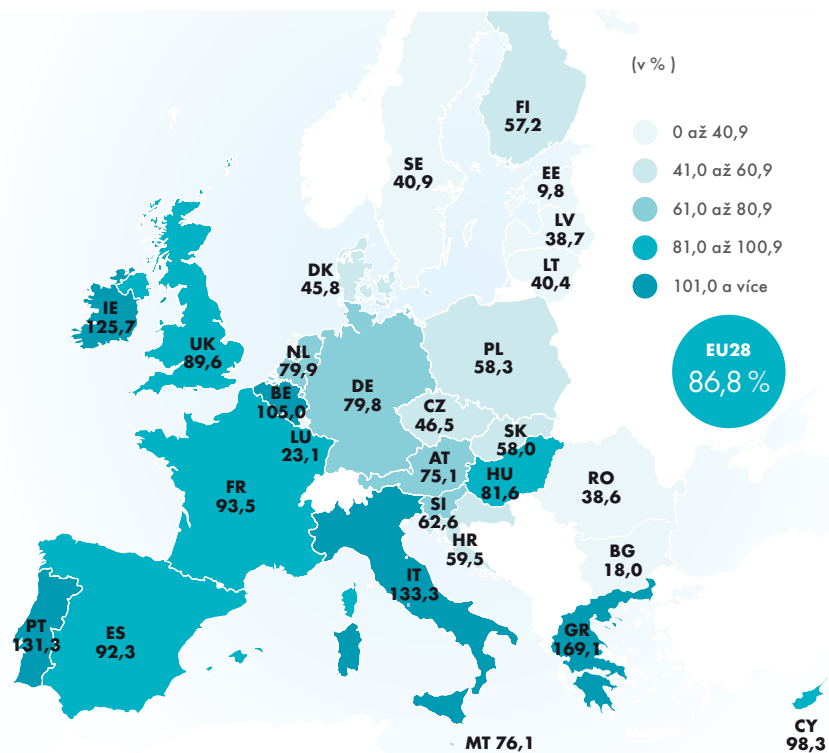 (v % )
0 až 40,9
41,0 až 60,9
61,0 až 80,9
81,0 až 100,9
101,0 a více
EU28
86,8 %
FI
57,2
SE
40,9
EE
9,8
LV
38,7
LT
40,4
DK
45,8
IE
125,7
UK
89,6
NL
79,9
BE
105,0
DE
79,8
PL
58,3
CZ
46,5
LU
23,1
SK
58,0
AT
75,1
HU
81,6
RO
38,6
FR
93,5
SI
62,6
HR
59,5
BG
18,0
IT
133,3
PT
131,3
ES
92,3
GR
169,1
CY
98,3
MT 76,1